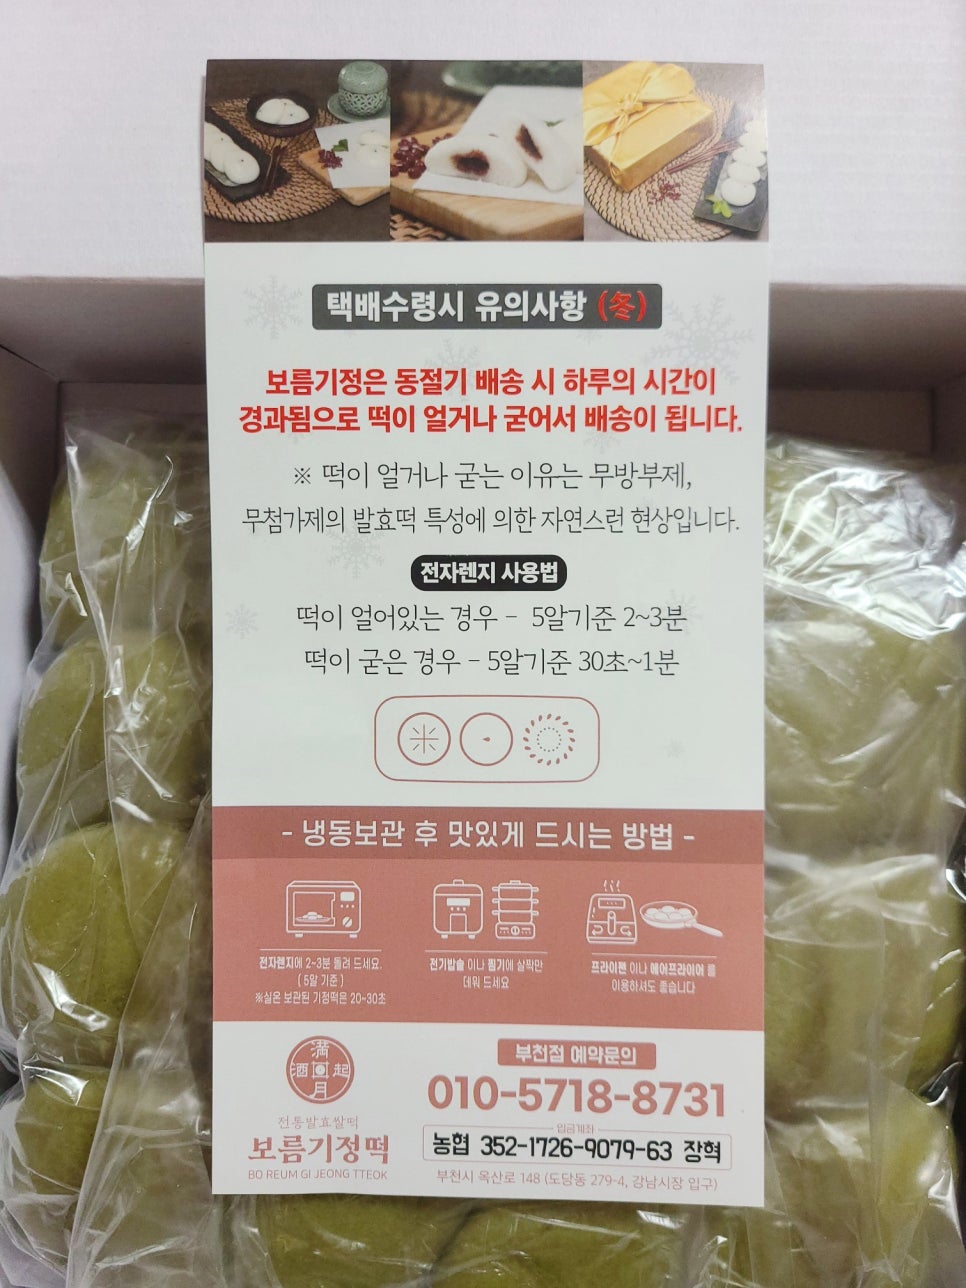 택배수령시 유의사항 (冬)
보름기정은 동절기 배송 시 하루의 시간이
경과됨으로 떡이 얼거나 굳어서 배송이 됩니다.
※ 떡이 얼거나 굳는 이유는 무방부제,
무첨가제의 발효떡 특성에 의한 자연스런 현상입니다.
전자렌지 사용법
떡이 얼어있는 경우 - 5알기준 2~3분
떡이 굳은 경우 - 5알기준 30초~1분
- 냉동보관 후 맛있게 드시는 방법 -
전자렌지에 2~3분 돌려 드세요.
(5알 기준)
※실온 보관된 기정떡은 20~30초
전기밥솥 이나 찜기에 살짝만
데워 드세요
프라이팬 이나 에어프라이어 를
이용하셔도 좋습니다
滿
酒 起
月
전통발효쌀떡
보름기정떡
BO REUM GI JEONG TTEOK
부천점 예약문의
010-5718-8731
입금계좌
농협 352-1726-9079-63 장혁
부천시 옥산로 148 (도당동 279-4, 강남시장 입구)